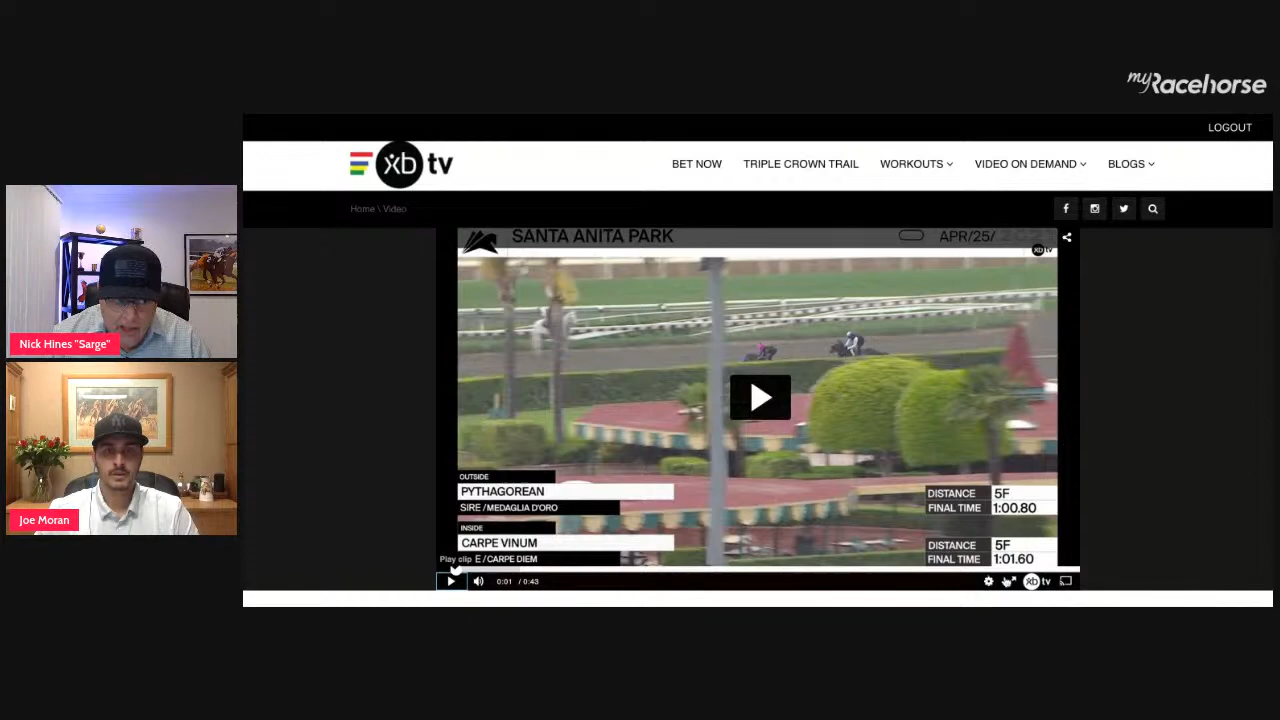 myRacehorse
LOGOUT
xb tv
BET NOW
TRIPLE CROWN TRAIL
WORKOUTS
VIDEO ON DEMAND
BLOGS
Home \ Video
SANTA ANITA PARK
APR/25/
xb tv
Nick Hines "Sarge"
Joe Moran
OUTSIDE
PYTHAGOREAN
SIRE / MEDAGLIA D'ORO
DISTANCE 5F
FINAL TIME 1:00.80
INSIDE
CARPE VINUM
Play clip E / CARPE DIEM
DISTANCE 5F
FINAL TIME 1:01.60
0:01 / 0:43
xb tv